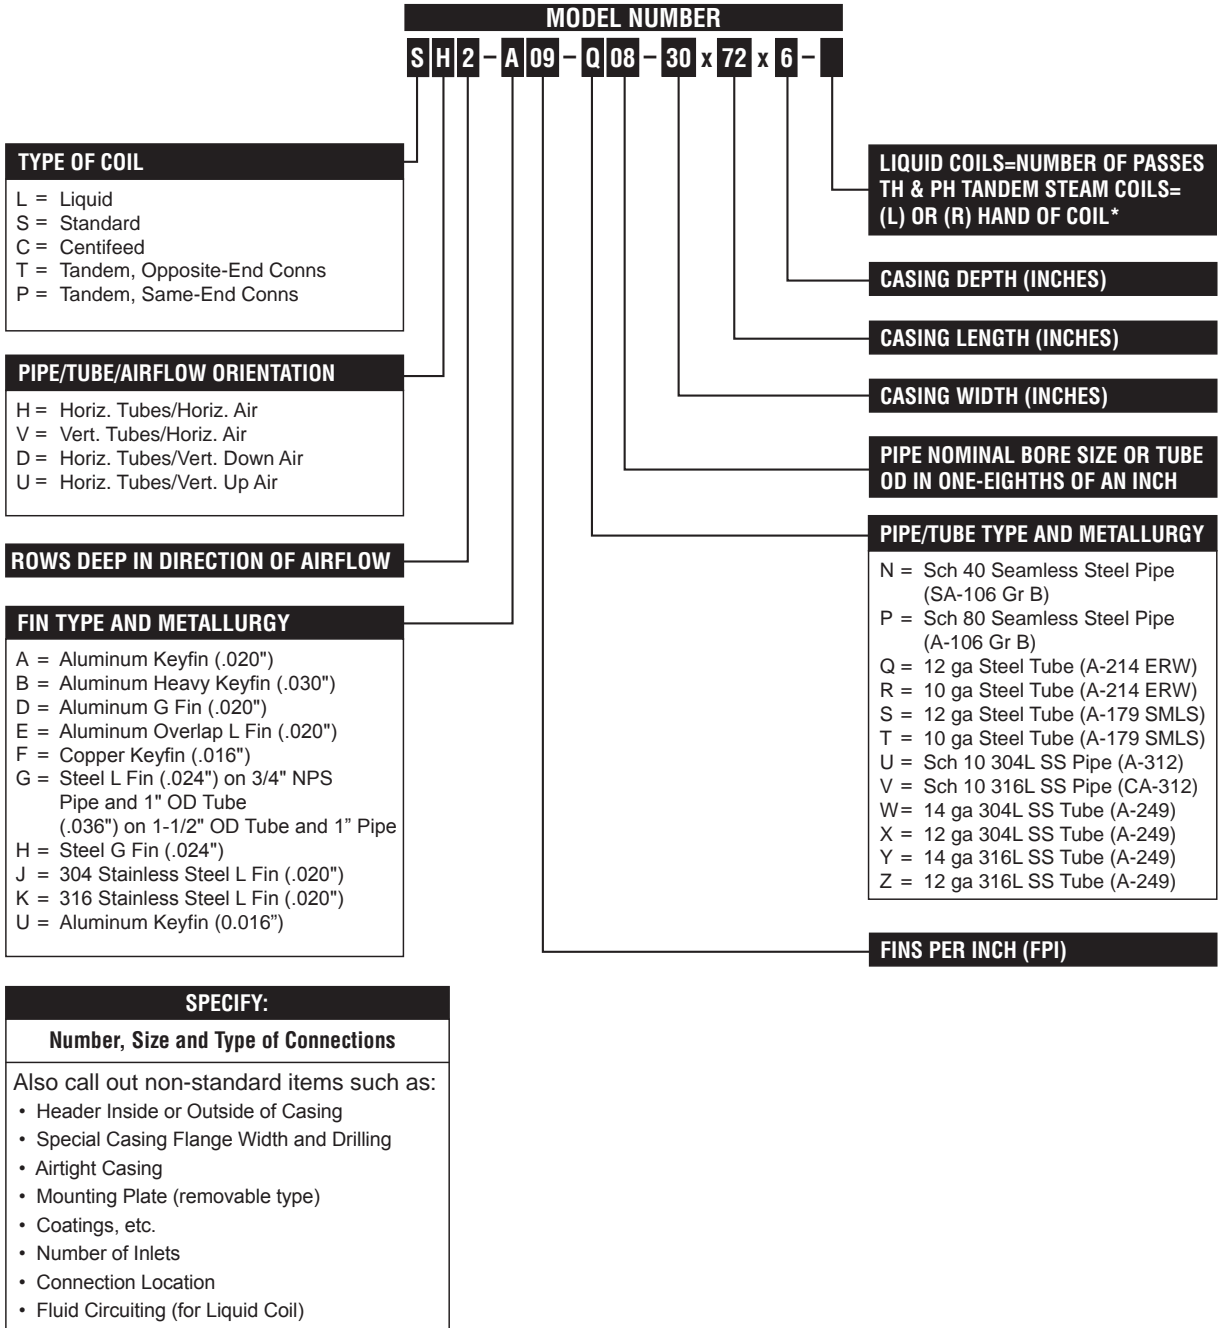 MODEL NUMBER
S H 2 – A 09 – Q 08 – 30 x 72 x 6 –
TYPE OF COIL
L = Liquid
S = Standard
C = Centifeed
T = Tandem, Opposite-End Conns
P = Tandem, Same-End Conns
PIPE/TUBE/AIRFLOW ORIENTATION
H = Horiz. Tubes/Horiz. Air
V = Vert. Tubes/Horiz. Air
D = Horiz. Tubes/Vert. Down Air
U = Horiz. Tubes/Vert. Up Air
ROWS DEEP IN DIRECTION OF AIRFLOW
FIN TYPE AND METALLURGY
A = Aluminum Keyfin (.020")
B = Aluminum Heavy Keyfin (.030")
D = Aluminum G Fin (.020")
E = Aluminum Overlap L Fin (.020")
F = Copper Keyfin (.016")
G = Steel L Fin (.024") on 3/4" NPS
Pipe and 1" OD Tube
(.036") on 1-1/2" OD Tube and 1” Pipe
H = Steel G Fin (.024")
J = 304 Stainless Steel L Fin (.020")
K = 316 Stainless Steel L Fin (.020")
U = Aluminum Keyfin (0.016”)
LIQUID COILS=NUMBER OF PASSES
TH & PH TANDEM STEAM COILS=
(L) OR (R) HAND OF COIL*
CASING DEPTH (INCHES)
CASING LENGTH (INCHES)
CASING WIDTH (INCHES)
PIPE NOMINAL BORE SIZE OR TUBE
OD IN ONE-EIGHTHS OF AN INCH
PIPE/TUBE TYPE AND METALLURGY
N = Sch 40 Seamless Steel Pipe
(SA-106 Gr B)
P = Sch 80 Seamless Steel Pipe
(A-106 Gr B)
Q = 12 ga Steel Tube (A-214 ERW)
R = 10 ga Steel Tube (A-214 ERW)
S = 12 ga Steel Tube (A-179 SMLS)
T = 10 ga Steel Tube (A-179 SMLS)
U = Sch 10 304L SS Pipe (A-312)
V = Sch 10 316L SS Pipe (CA-312)
W = 14 ga 304L SS Tube (A-249)
X = 12 ga 304L SS Tube (A-249)
Y = 14 ga 316L SS Tube (A-249)
Z = 12 ga 316L SS Tube (A-249)
FINS PER INCH (FPI)
SPECIFY:
Number, Size and Type of Connections
Also call out non-standard items such as:
• Header Inside or Outside of Casing
• Special Casing Flange Width and Drilling
• Airtight Casing
• Mounting Plate (removable type)
• Coatings, etc.
• Number of Inlets
• Connection Location
• Fluid Circuiting (for Liquid Coil)